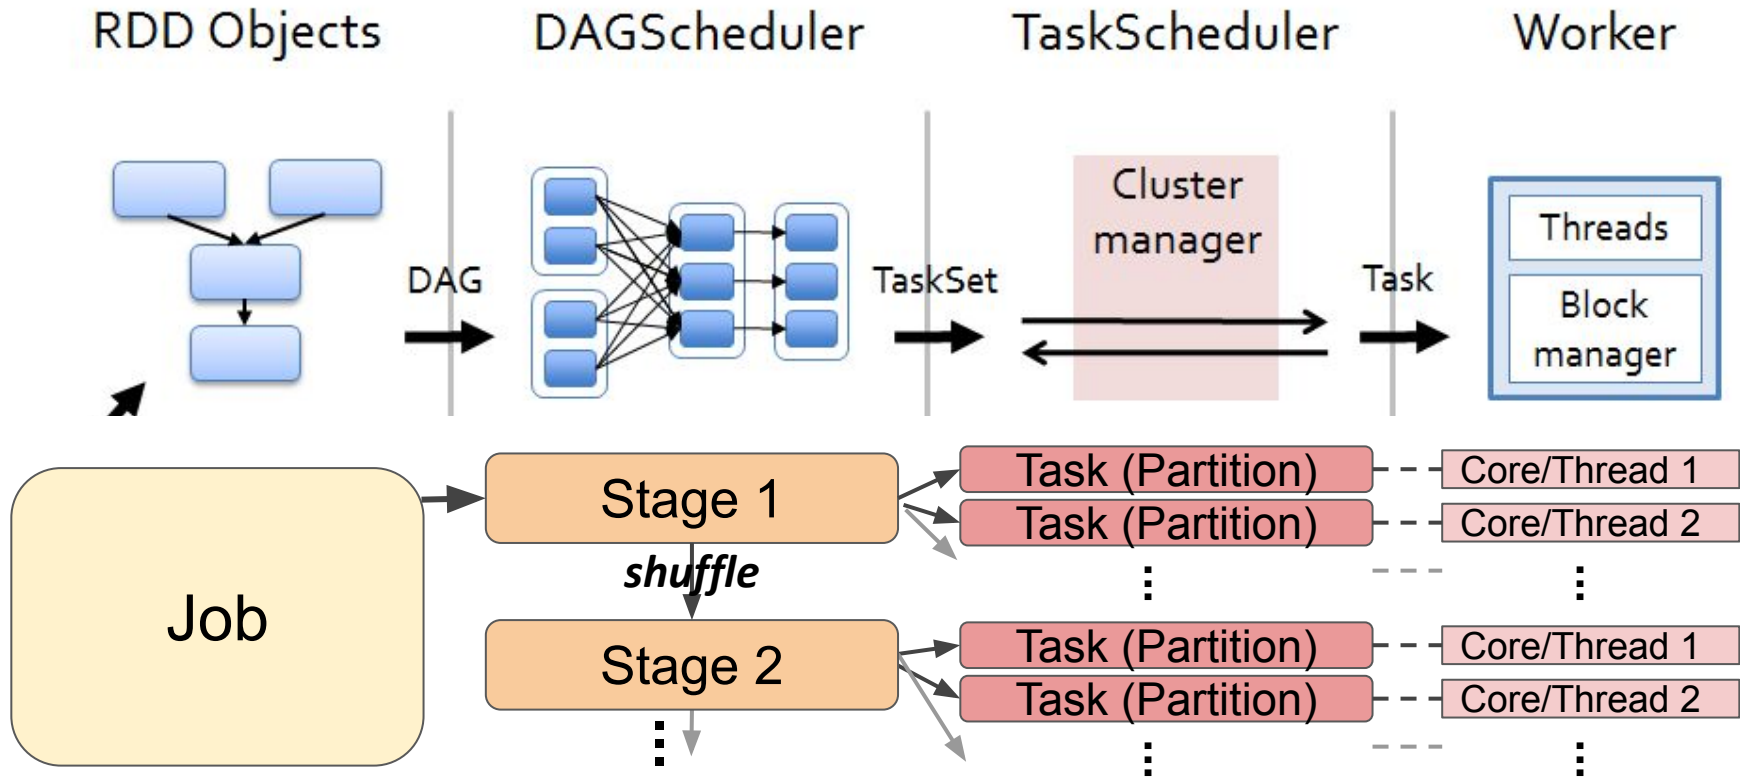 RDD Objects
DAGScheduler
TaskScheduler
Worker
DAG
TaskSet
Cluster
manager
Task
Threads
Block
manager
Job
Stage 1
shuffle
Stage 2
Task (Partition)
Task (Partition)
Core/Thread 1
Core/Thread 2
Task (Partition)
Task (Partition)
Core/Thread 1
Core/Thread 2